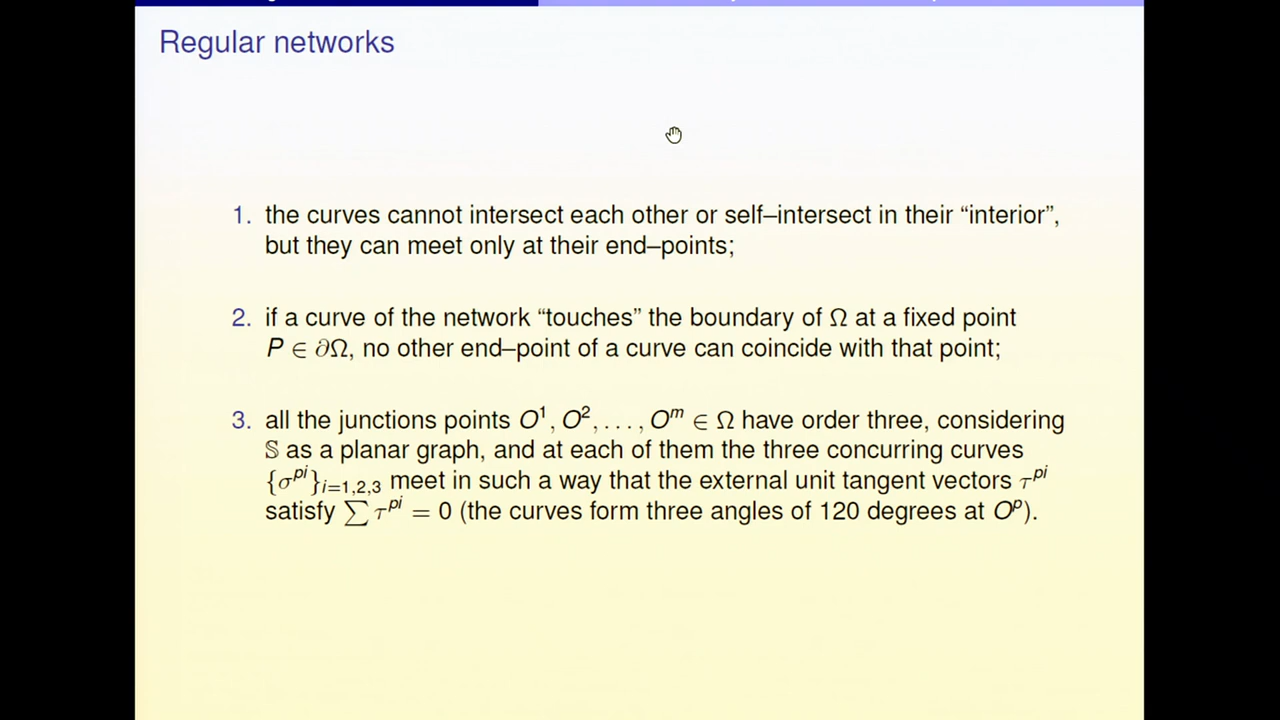 Regular networks
1. the curves cannot intersect each other or self–intersect in their “interior”,
but they can meet only at their end–points;
2. if a curve of the network “touches” the boundary of Ω at a fixed point
P ∈ ∂Ω, no other end–point of a curve can coincide with that point;
3. all the junctions points O¹, O², . . . , Oᵐ ∈ Ω have order three, considering
𝕊 as a planar graph, and at each of them the three concurring curves
{σᵖⁱ}ᵢ₌₁,₂,₃ meet in such a way that the external unit tangent vectors τᵖⁱ
satisfy ∑ τᵖⁱ = 0 (the curves form three angles of 120 degrees at Oᵖ).